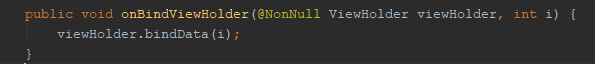 public void onBindViewHolder(@NonNull ViewHolder viewHolder, int i) {
    viewHolder.bindData(i);
}